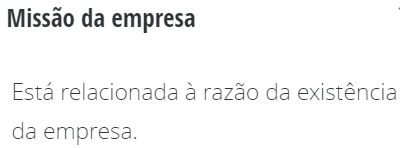 Missão da empresa
Está relacionada à razão da existência
da empresa.